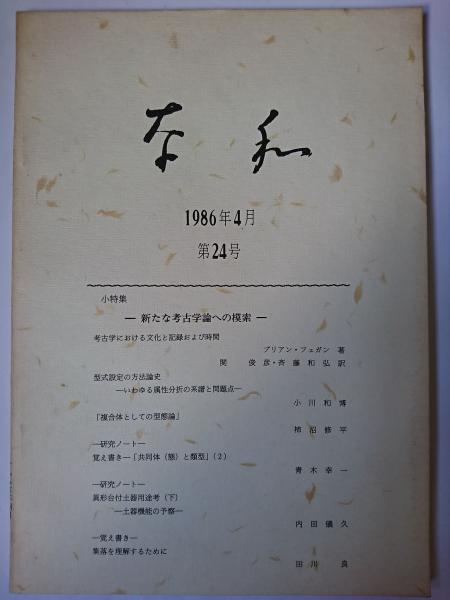 奈和
1986年4月
第24号
小特集
― 新たな考古学論への模索 ―
考古学における文化と記録および時間
ブリアン・フェガン 著
関 俊彦・斉藤和弘 訳
型式設定の方法論史
―いわゆる属性分析の系譜と問題点―
小川和博
「複合体としての型態論」
柿沼修平
―研究ノート―
覚え書き―「共同体(態)と類型」(2)
青木幸一
―研究ノート―
異形台付土器用途考(下)
―土器機能の予察―
内田儀久
―覚え書き―
集落を理解するために
田川 良